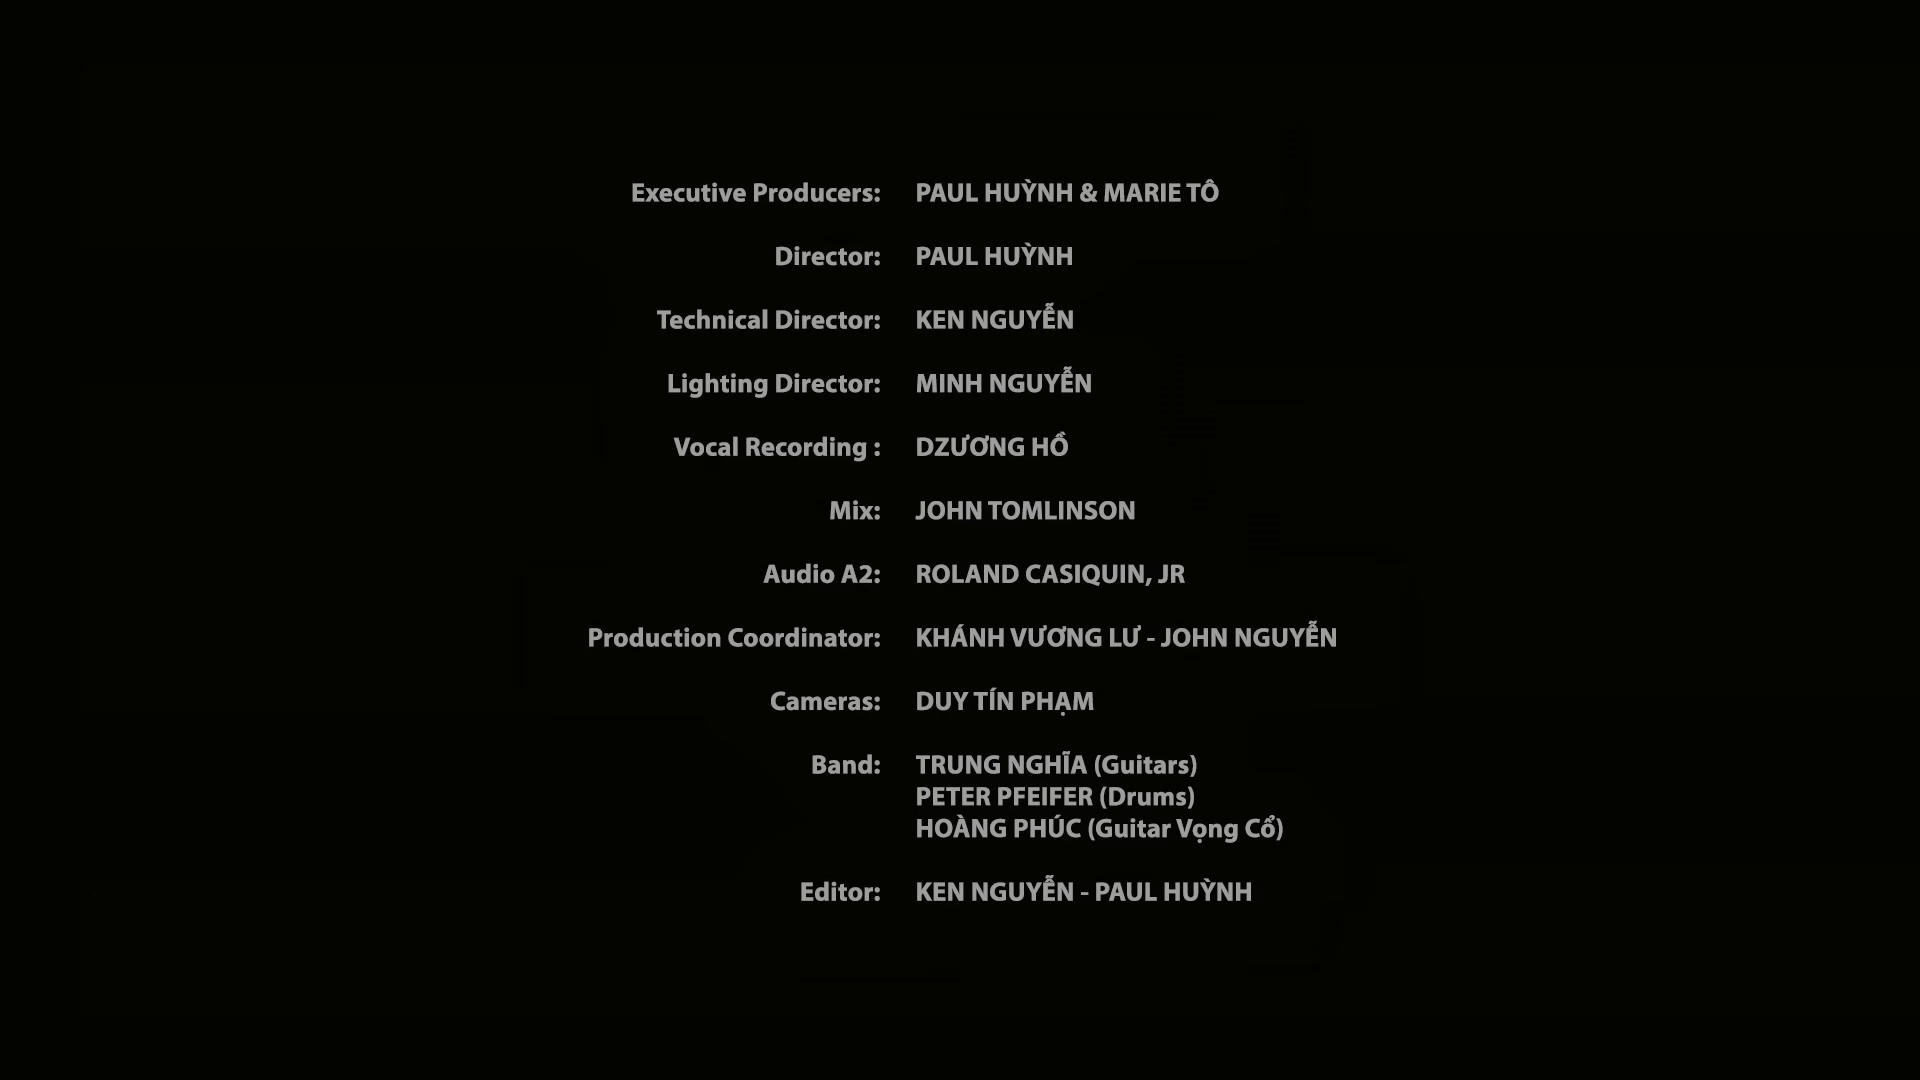 Executive Producers: PAUL HUỲNH & MARIE TÔ
Director: PAUL HUỲNH
Technical Director: KEN NGUYỄN
Lighting Director: MINH NGUYỄN
Vocal Recording : DZƯƠNG HỒ
Mix: JOHN TOMLINSON
Audio A2: ROLAND CASIQUIN, JR
Production Coordinator: KHÁNH VƯƠNG LƯ - JOHN NGUYỄN
Cameras: DUY TÍN PHẠM
Band: TRUNG NGHĨA (Guitars)
PETER PFEIFER (Drums)
HOÀNG PHÚC (Guitar Vọng Cổ)
Editor: KEN NGUYỄN - PAUL HUỲNH